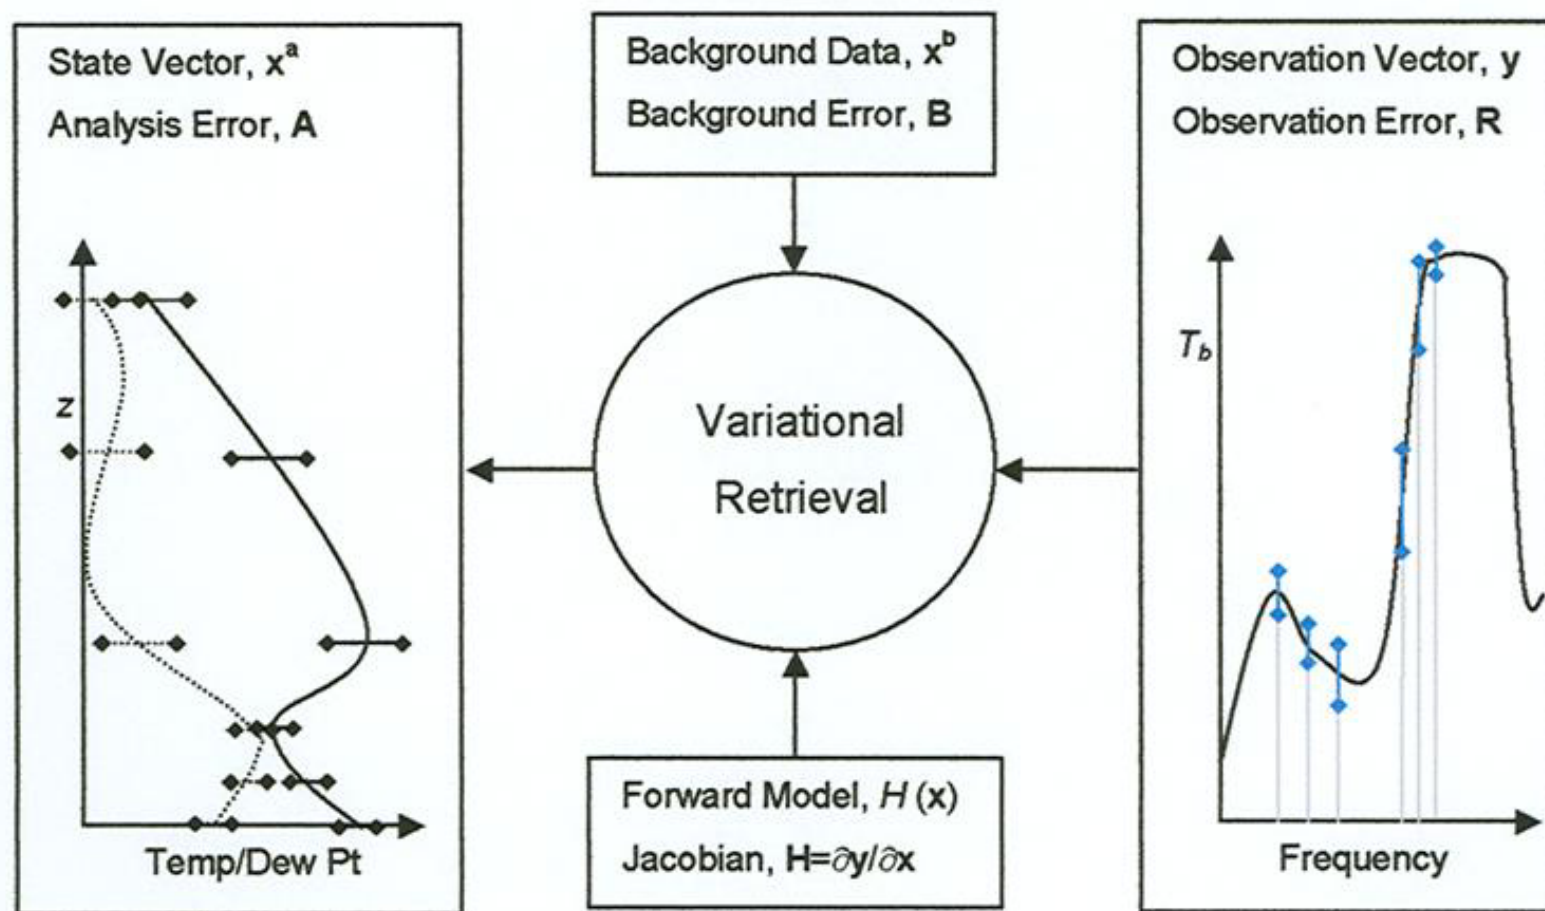 State Vector, xᵃ
Analysis Error, A
z
Temp/Dew Pt
Background Data, xᵇ
Background Error, B
Variational
Retrieval
Forward Model, H (x)
Jacobian, H=∂y/∂x
Observation Vector, y
Observation Error, R
T_b
Frequency